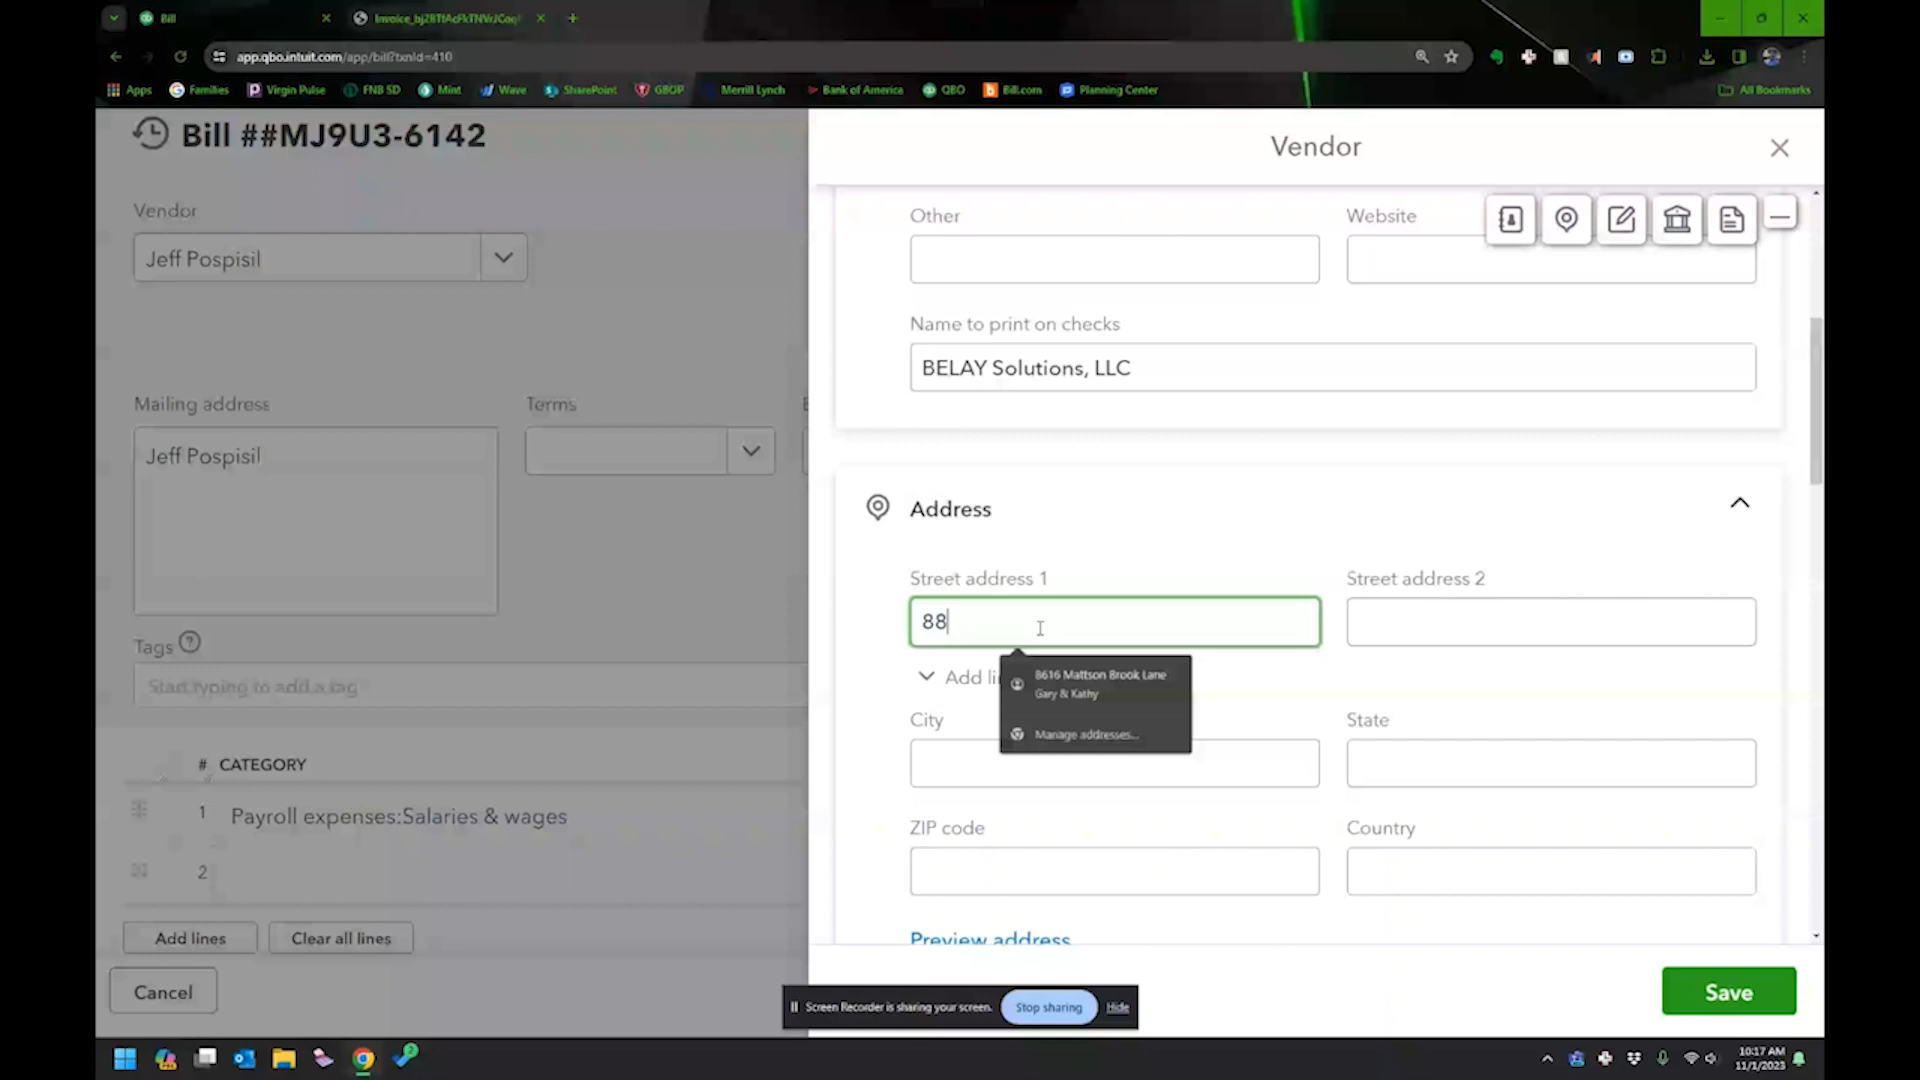 Bill
app.qbo.intuit.com/app/bill?txnId=410
Apps
Families
Virgin Pulse
FNB SD
Mint
Wave
SharePoint
GBOP
Merrill Lynch
Bank of America
QBO
Bill.com
Planning Center
All Bookmarks
Bill ##MJ9U3-6142
Vendor
Jeff Pospisil
Mailing address
Terms
Jeff Pospisil
Tags ?
Start typing to add a tag
# CATEGORY
1 Payroll expenses:Salaries & wages
2
Add lines
Clear all lines
Cancel
Vendor
Other
Website
Name to print on checks
BELAY Solutions, LLC
Address
Street address 1
Street address 2
88
Add li
8616 Mattson Brook Lane
Gary & Kathy
Manage addresses...
City
State
ZIP code
Country
Preview address
Save
Screen Recorder is sharing your screen.
Stop sharing
Hide
10:17 AM
11/1/2023